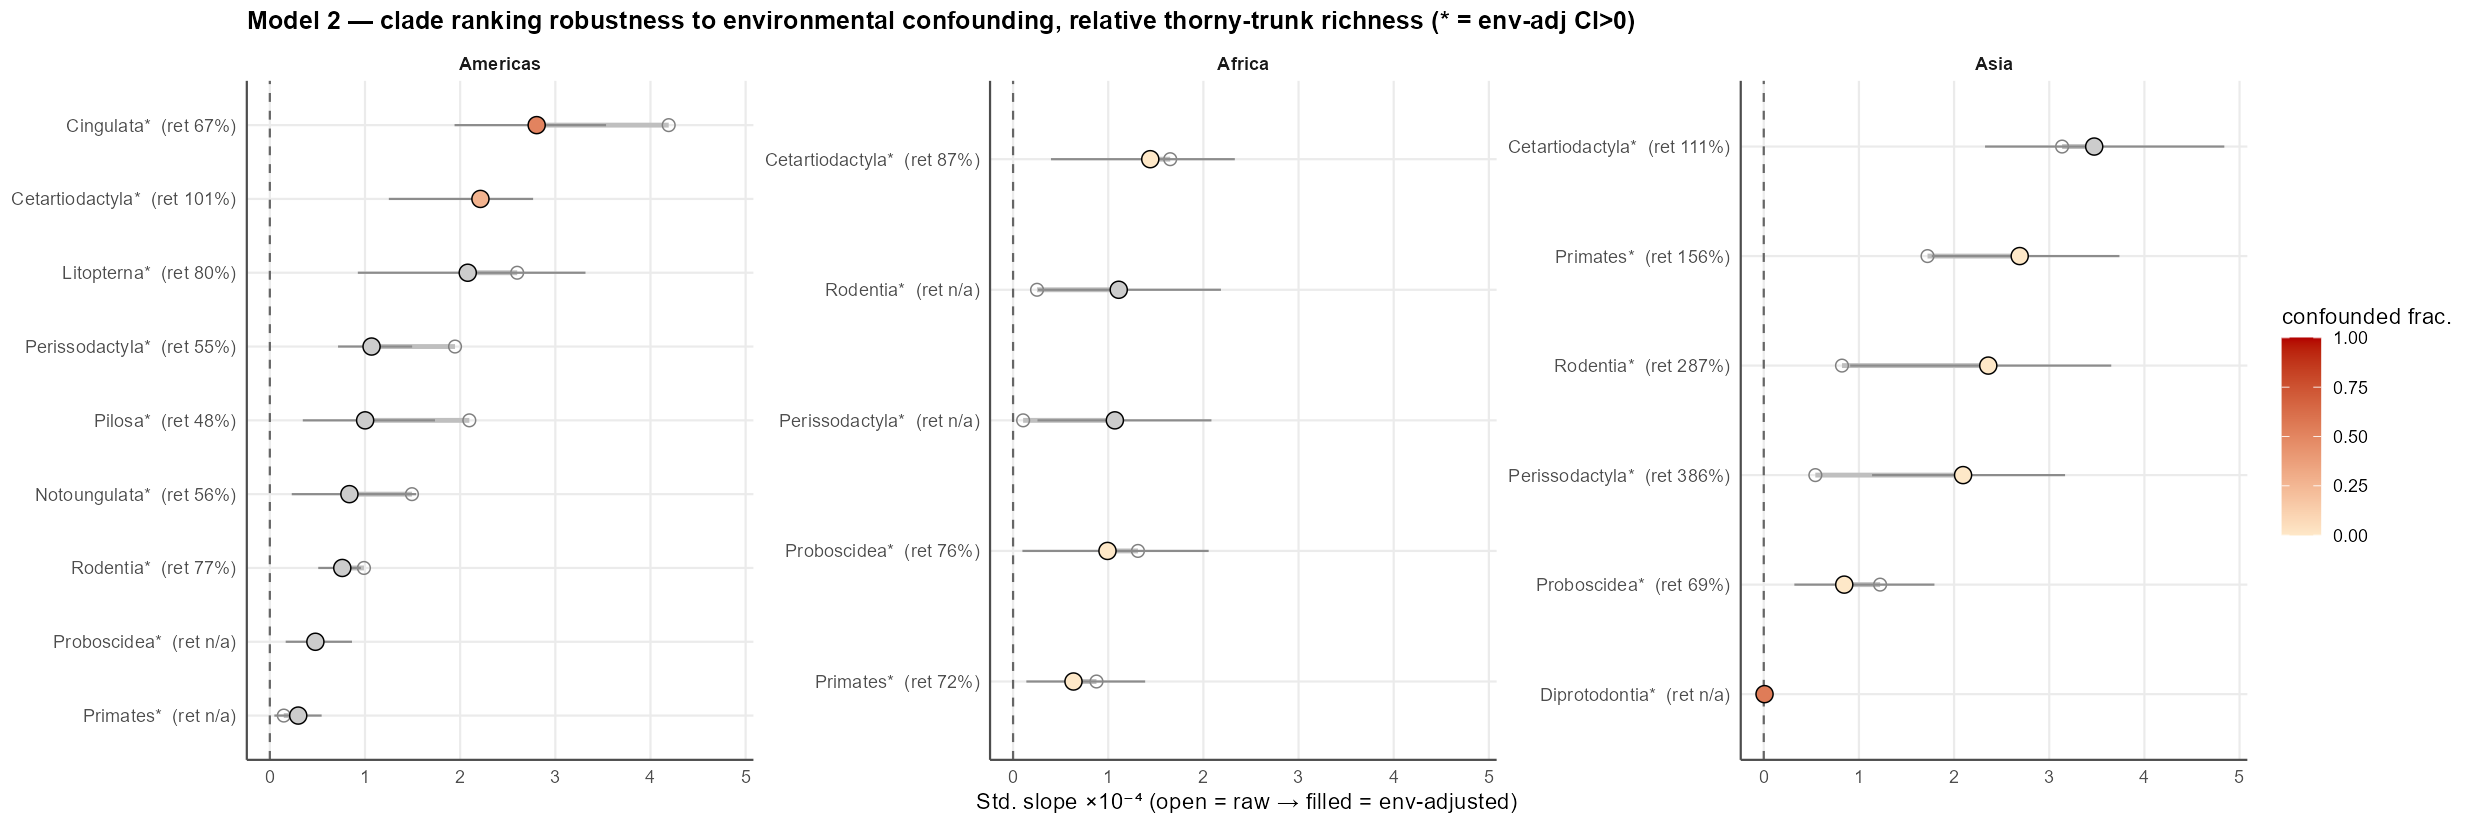 Model 2 — clade ranking robustness to environmental confounding, relative thorny-trunk richness (* = env-adj CI>0)
Americas
Cingulata* (ret 67%)
Cetartiodactyla* (ret 101%)
Litopterna* (ret 80%)
Perissodactyla* (ret 55%)
Pilosa* (ret 48%)
Notoungulata* (ret 56%)
Rodentia* (ret 77%)
Proboscidea* (ret n/a)
Primates* (ret n/a)
0 1 2 3 4 5
Africa
Cetartiodactyla* (ret 87%)
Rodentia* (ret n/a)
Perissodactyla* (ret n/a)
Proboscidea* (ret 76%)
Primates* (ret 72%)
0 1 2 3 4 5
Asia
Cetartiodactyla* (ret 111%)
Primates* (ret 156%)
Rodentia* (ret 287%)
Perissodactyla* (ret 386%)
Proboscidea* (ret 69%)
Diprotodontia* (ret n/a)
0 1 2 3 4 5
Std. slope ×10⁻⁴ (open = raw → filled = env-adjusted)
confounded frac.
1.00
0.75
0.50
0.25
0.00